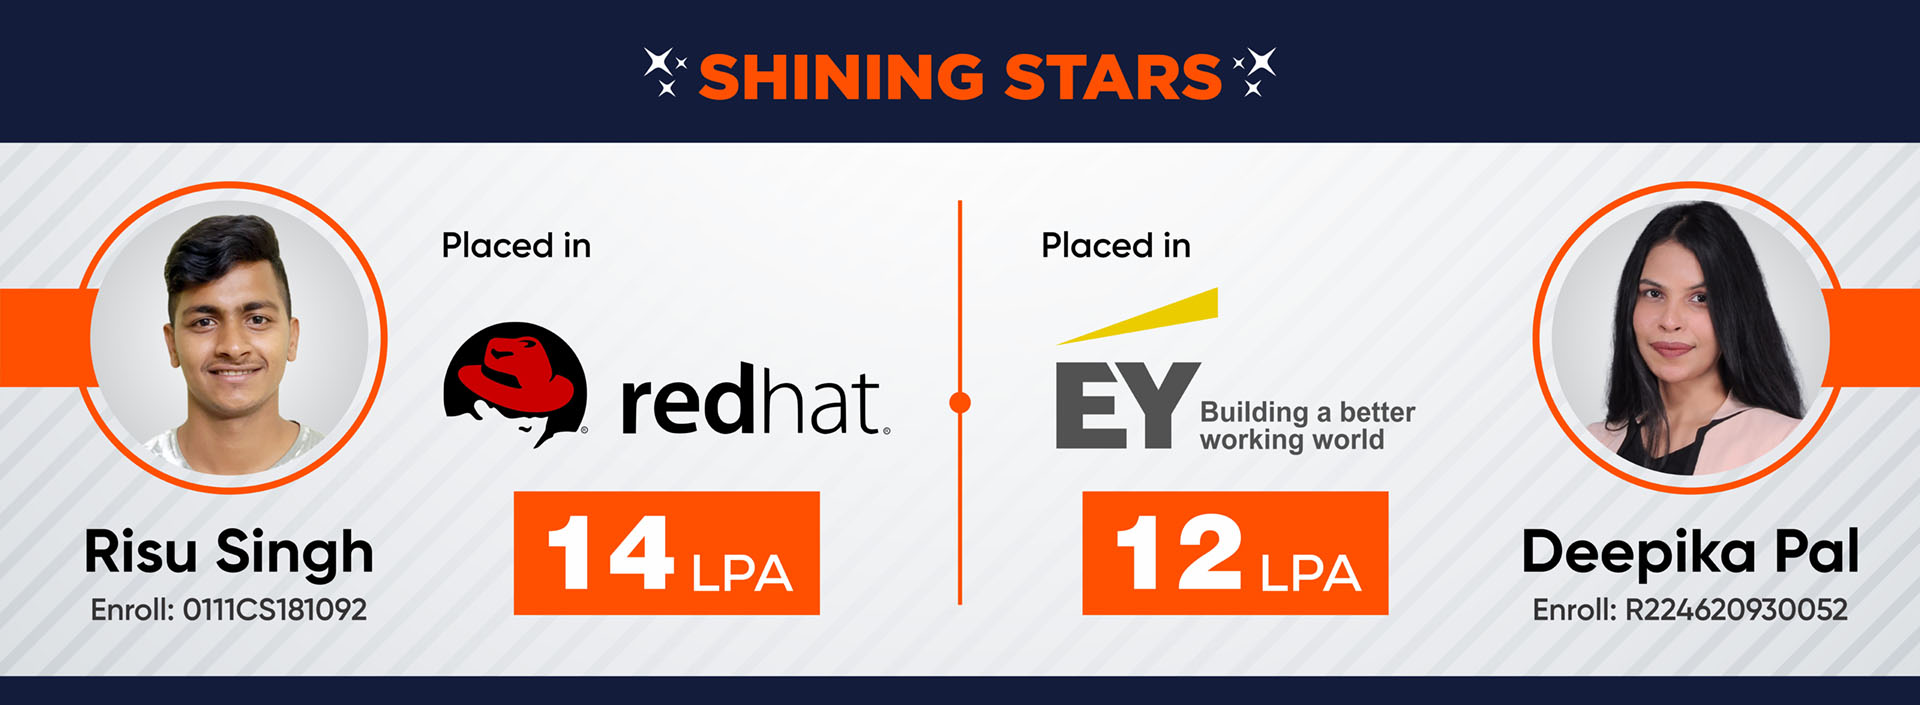 SHINING STARS
Placed in
redhat
14 LPA
Risu Singh
Enroll: 0111CS181092
Placed in
EY
Building a better
working world
12 LPA
Deepika Pal
Enroll: R224620930052